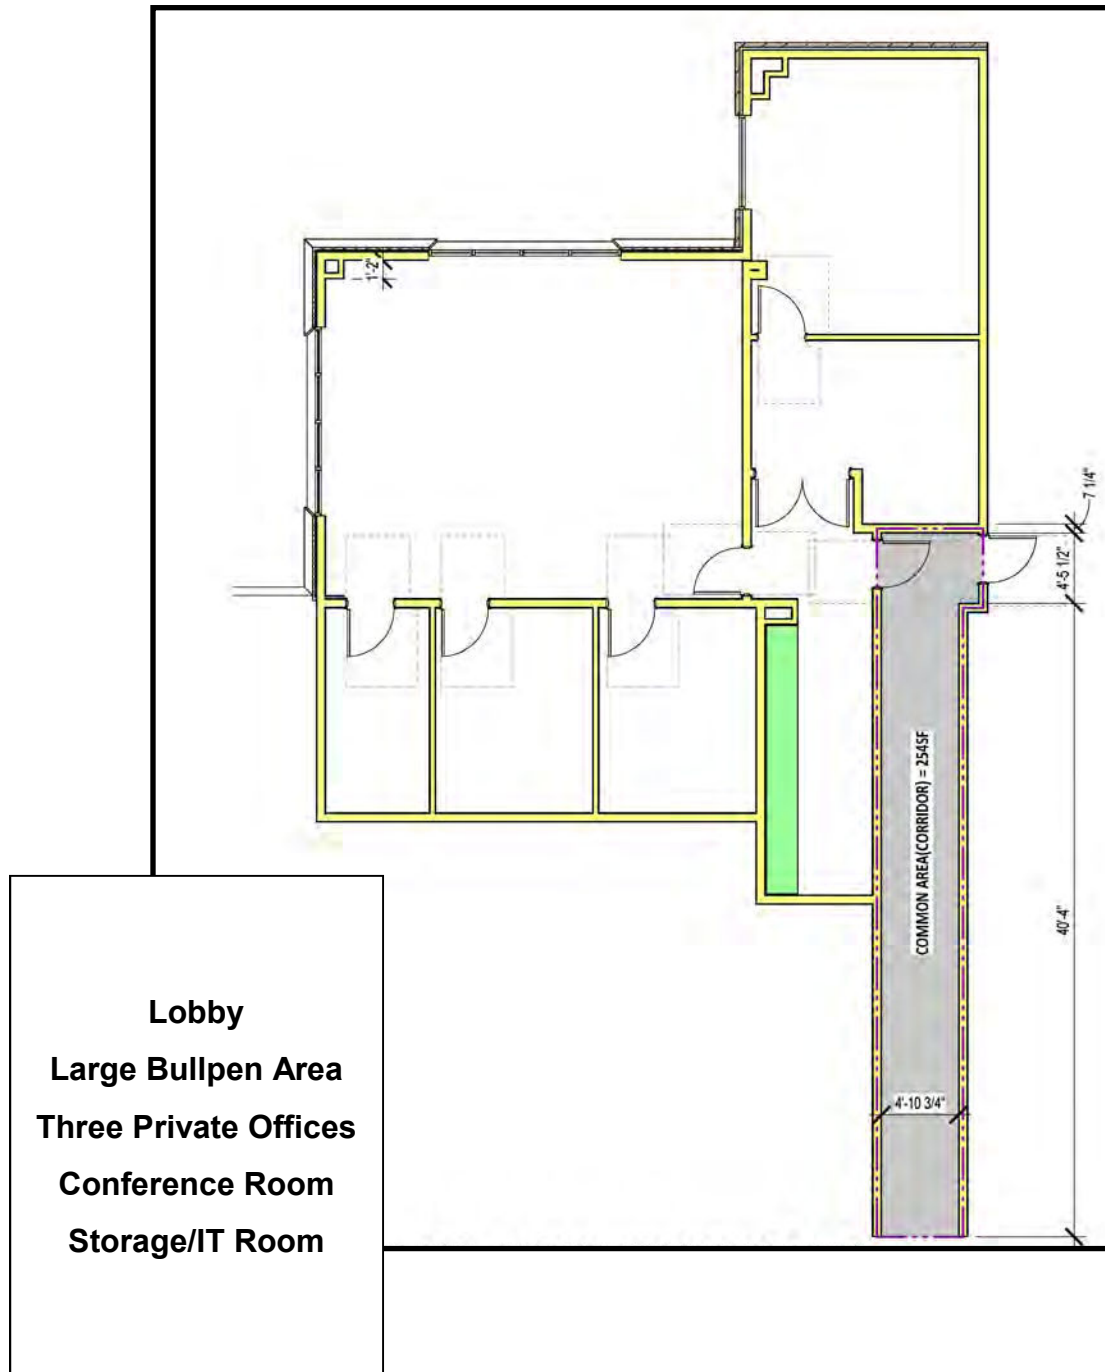 1'-2"
7 1/4"
4'-5 1/2"
COMMON AREA(CORRIDOR) = 254SF
40'-4"
4'-10 3/4"
Lobby
Large Bullpen Area
Three Private Offices
Conference Room
Storage/IT Room